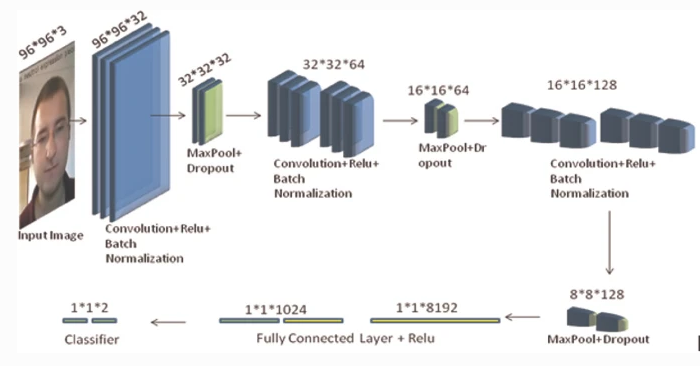 96*96*3
96*96*32
32*32*32
32*32*64
16*16*64
16*16*128
MaxPool+
Dropout
MaxPool+Dr
opout
Convolution+Relu+
Batch
Normalization
Convolution+Relu+
Batch
Normalization
Input Image
Convolution+Relu+
Batch
Normalization
8*8*128
1*1*2
1*1*1024
1*1*8192
Classifier
Fully Connected Layer + Relu
MaxPool+Dropout